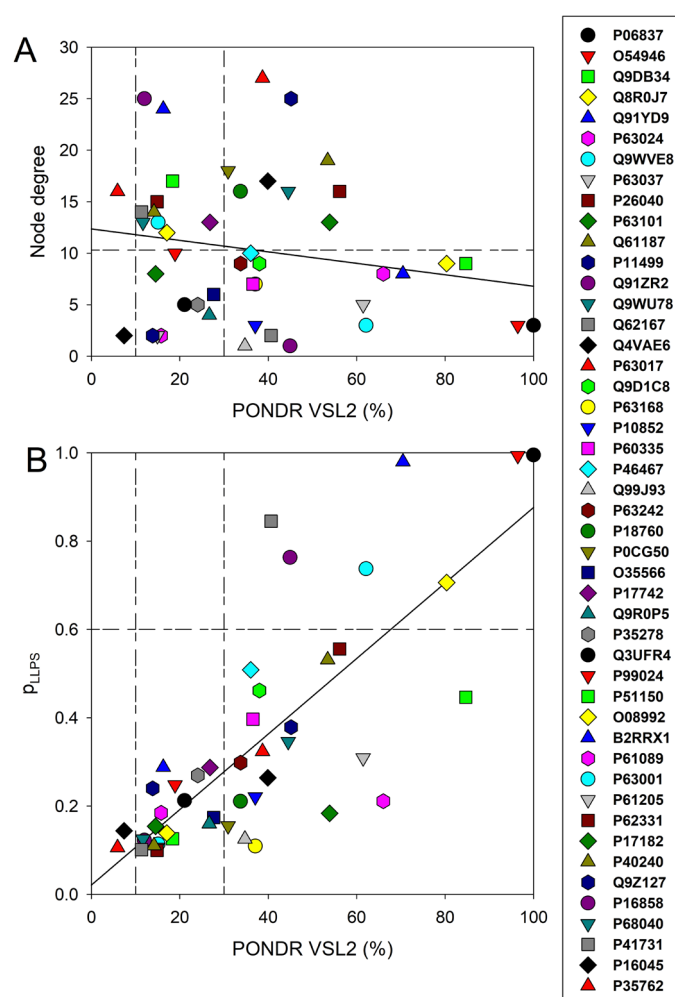 A
30
25
20
15
10
5
0
Node degree
0 20 40 60 80 100
PONDR VSL2 (%)
B
1.0
0.8
0.6
0.4
0.2
0.0
pLLPS
0 20 40 60 80 100
PONDR VSL2 (%)
P06837
O54946
Q9DB34
Q8R0J7
Q91YD9
P63024
Q9WVE8
P63037
P26040
P63101
Q61187
P11499
Q91ZR2
Q9WU78
Q62167
Q4VAE6
P63017
Q9D1C8
P63168
P10852
P60335
P46467
Q99J93
P63242
P18760
P0CG50
O35566
P17742
Q9R0P5
P35278
Q3UFR4
P99024
P51150
O08992
B2RRX1
P61089
P63001
P61205
P62331
P17182
P40240
Q9Z127
P16858
P68040
P41731
P16045
P35762